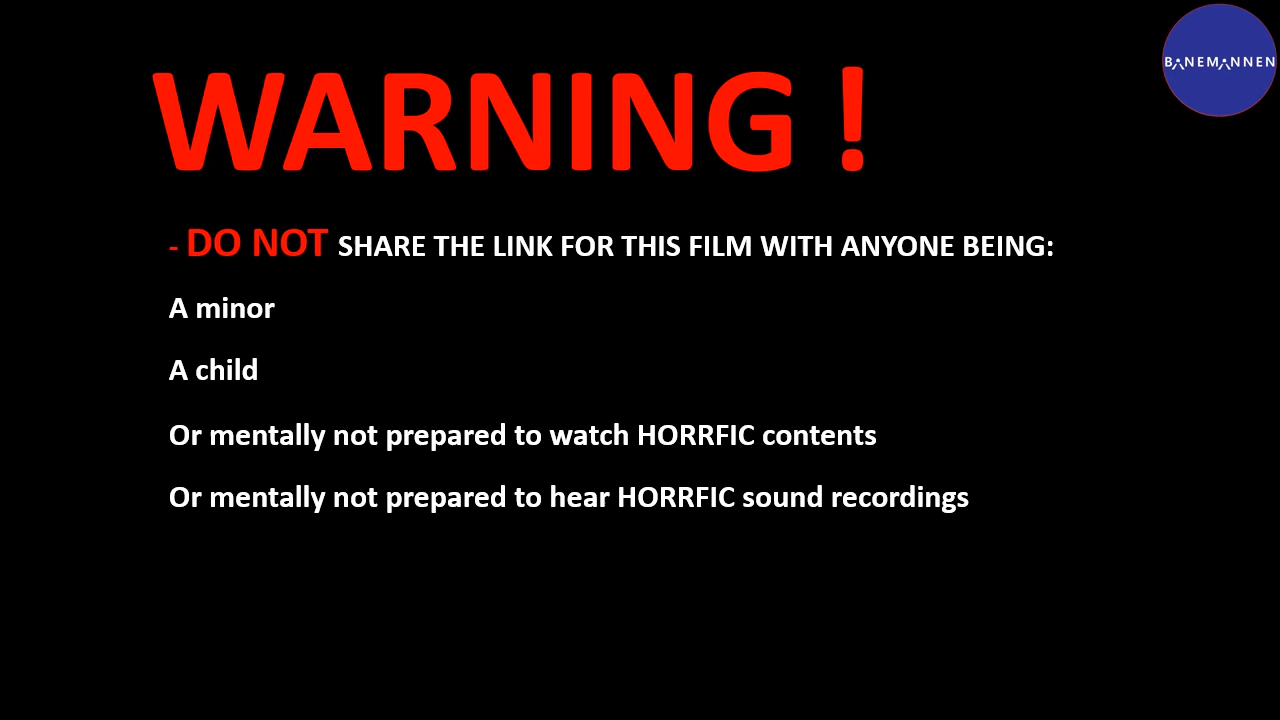 BANEMANNEN
WARNING !
- DO NOT SHARE THE LINK FOR THIS FILM WITH ANYONE BEING:
A minor
A child
Or mentally not prepared to watch HORRFIC contents
Or mentally not prepared to hear HORRFIC sound recordings